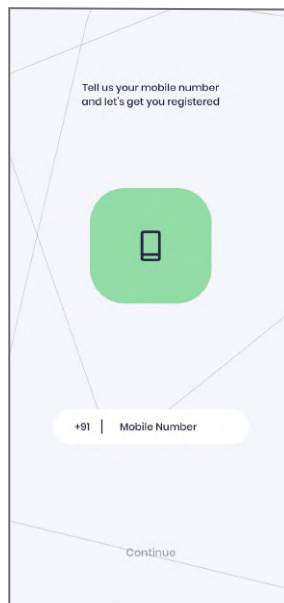 Tell us your mobile number
and let's get you registered
+91 | Mobile Number
Continue